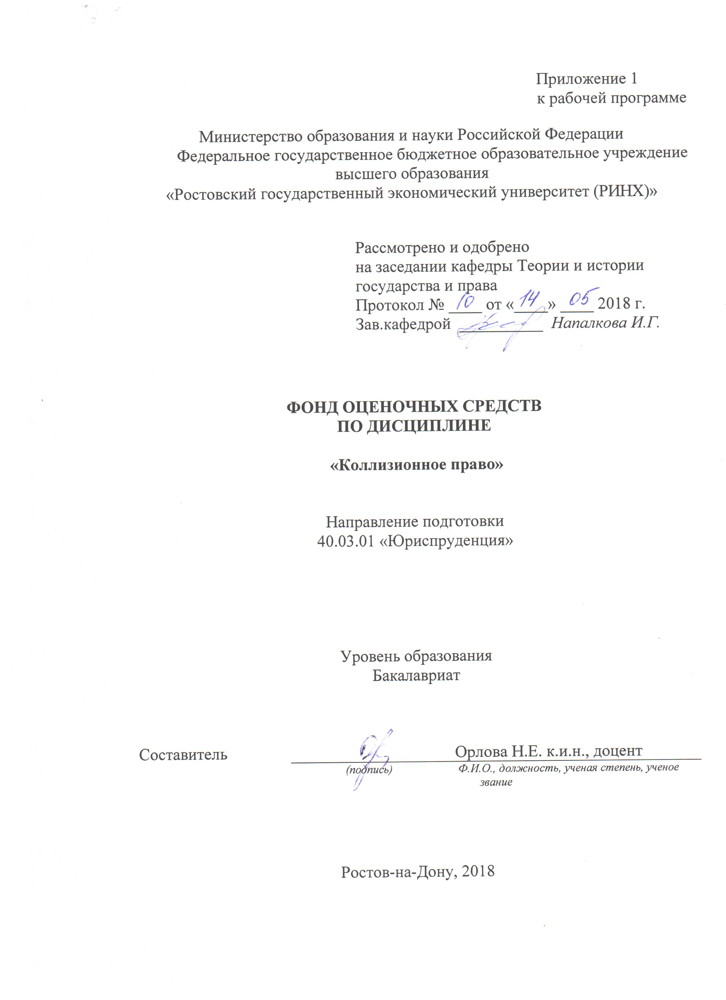 Приложение 1
к рабочей программе
Министерство образования и науки Российской Федерации
Федеральное государственное бюджетное образовательное учреждение
высшего образования
«Ростовский государственный экономический университет (РИНХ)»
Рассмотрено и одобрено
на заседании кафедры Теории и истории
государства и права
Протокол № 10 от «14» 05 2018 г.
Зав.кафедрой Напалкова И.Г.
ФОНД ОЦЕНОЧНЫХ СРЕДСТВ
ПО ДИСЦИПЛИНЕ
«Коллизионное право»
Направление подготовки
40.03.01 «Юриспруденция»
Уровень образования
Бакалавриат
Составитель Орлова Н.Е. к.и.н., доцент
(подпись) Ф.И.О., должность, ученая степень, ученое
звание
Ростов-на-Дону, 2018